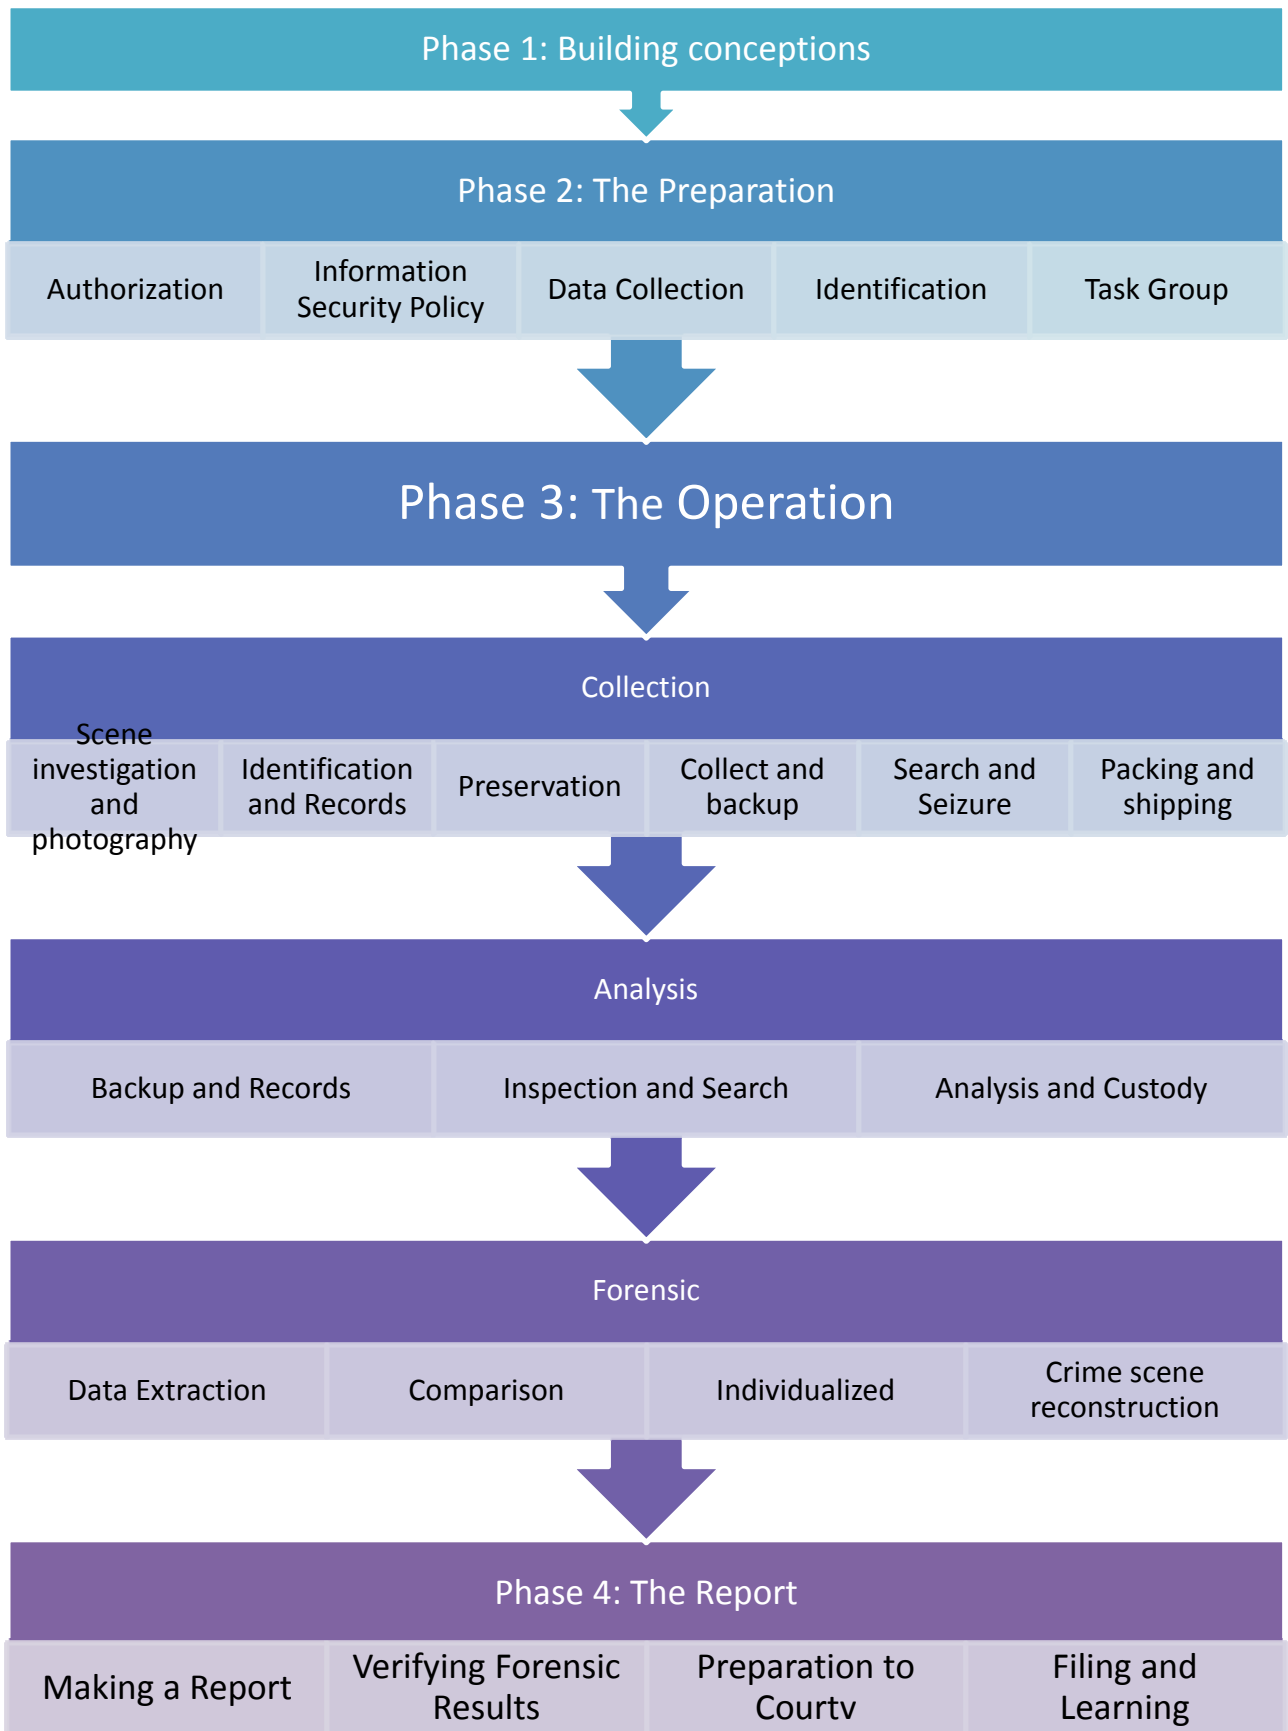 Phase 1: Building conceptions
Phase 2: The Preparation
Authorization
Information
Security Policy
Data Collection
Identification
Task Group
Phase 3: The Operation
Collection
Scene
investigation
and
photography
Identification
and Records
Preservation
Collect and
backup
Search and
Seizure
Packing and
shipping
Analysis
Backup and Records
Inspection and Search
Analysis and Custody
Forensic
Data Extraction
Comparison
Individualized
Crime scene
reconstruction
Phase 4: The Report
Making a Report
Verifying Forensic
Results
Preparation to
Courtv
Filing and
Learning